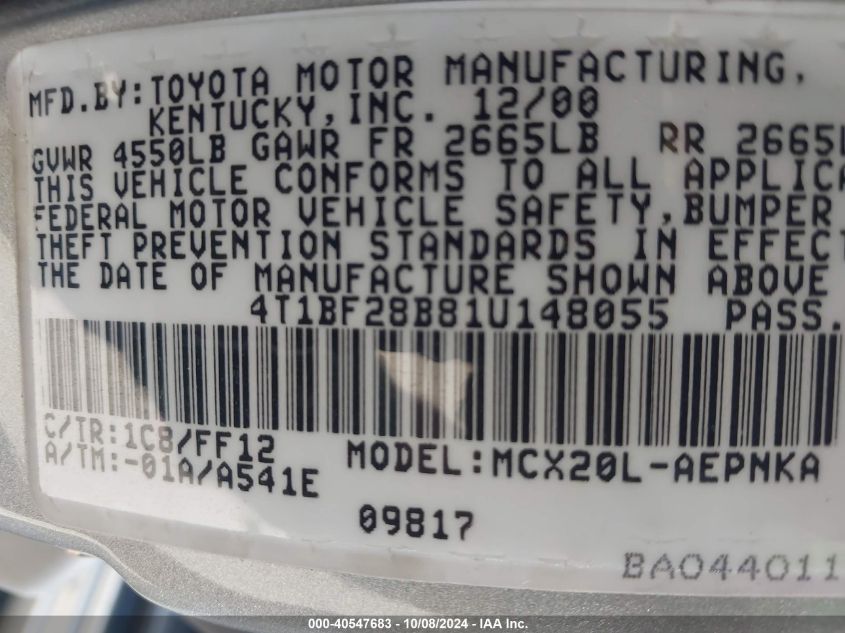 MFD.BY:TOYOTA MOTOR MANUFACTURING,
KENTUCKY,INC. 12/00
GVWR 4550LB GAWR FR 2665LB RR 2665L
THIS VEHICLE CONFORMS TO ALL APPLICA
FEDERAL MOTOR VEHICLE SAFETY,BUMPER
THEFT PREVENTION STANDARDS IN EFFECT
THE DATE OF MANUFACTURE SHOWN ABOVE
4T1BF28B81U148055 PASS.
C/TR:1C8/FF12
A/TM:-01A/A541E
MODEL:MCX20L-AEPNKA
09817
BA044011
000-40547683 - 10/08/2024 - IAA Inc.